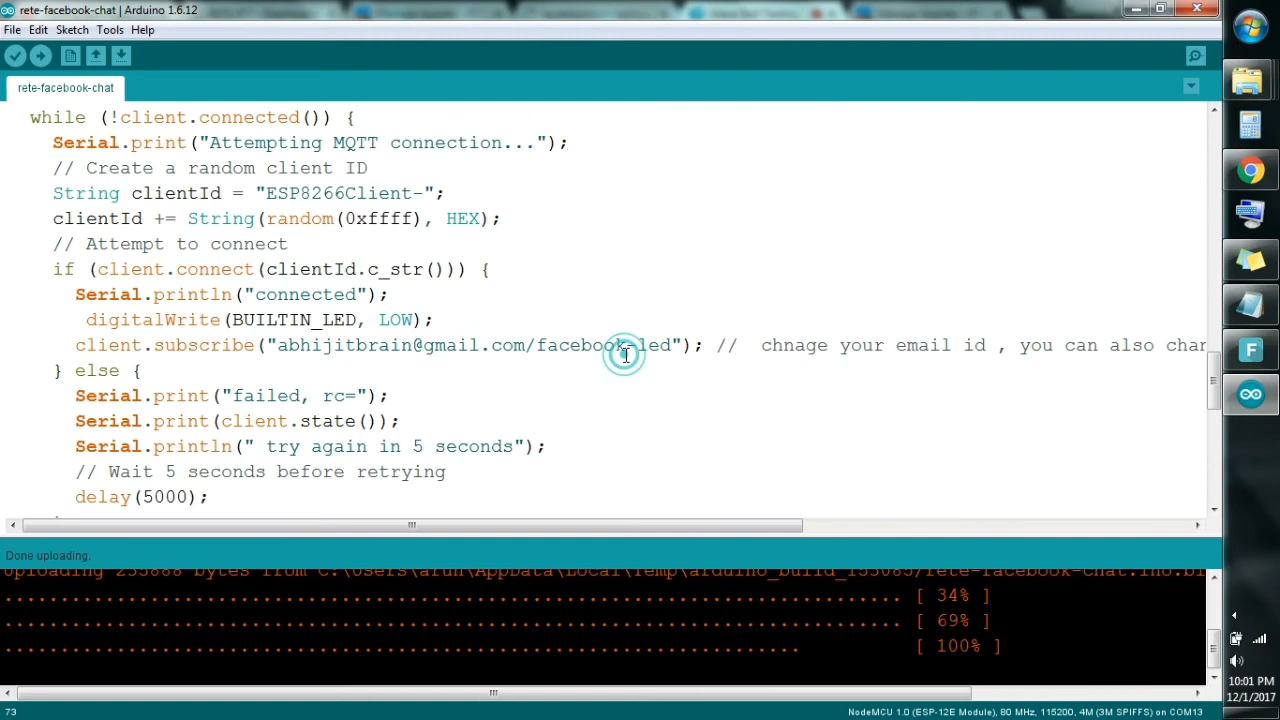 rete-facebook-chat | Arduino 1.6.12
File Edit Sketch Tools Help
rete-facebook-chat
while (!client.connected()) {
Serial.print("Attempting MQTT connection...");
// Create a random client ID
String clientId = "ESP8266Client-";
clientId += String(random(0xffff), HEX);
// Attempt to connect
if (client.connect(clientId.c_str())) {
Serial.println("connected");
digitalWrite(BUILTIN_LED, LOW);
client.subscribe("abhijitbrain@gmail.com/facebook-led"); // chnage your email id , you can also char
} else {
Serial.print("failed, rc=");
Serial.print(client.state());
Serial.println(" try again in 5 seconds");
// Wait 5 seconds before retrying
delay(5000);
Done uploading.
Uploading 255888 bytes from C:\Users\arun\AppData\Local\Temp\arduino_build_153085/rete-facebook-chat.ino.bi
................................................................................ [ 34% ]
................................................................................ [ 69% ]
....................................................................... [ 100% ]
73
NodeMCU 1.0 (ESP-12E Module), 80 MHz, 115200, 4M (3M SPIFFS) on COM13
F
10:01 PM
12/1/2017